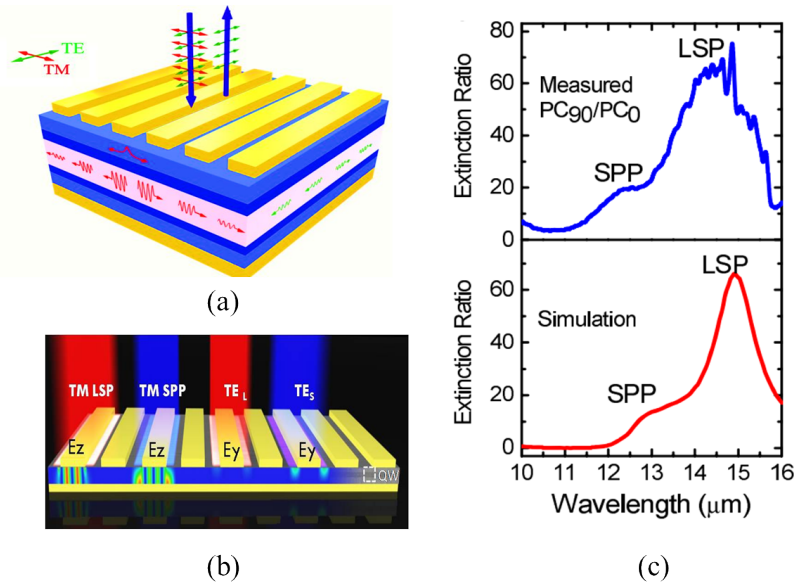 TE
TM
(a)
TM LSP TM SPP TE L TE S
Ez Ez Ey Ey
QW
(b)
Extinction Ratio
80
60
40
20
0
Measured
PC90/PC0
SPP
LSP
Extinction Ratio
60
40
20
0
Simulation
SPP
LSP
10 11 12 13 14 15 16
Wavelength (μm)
(c)